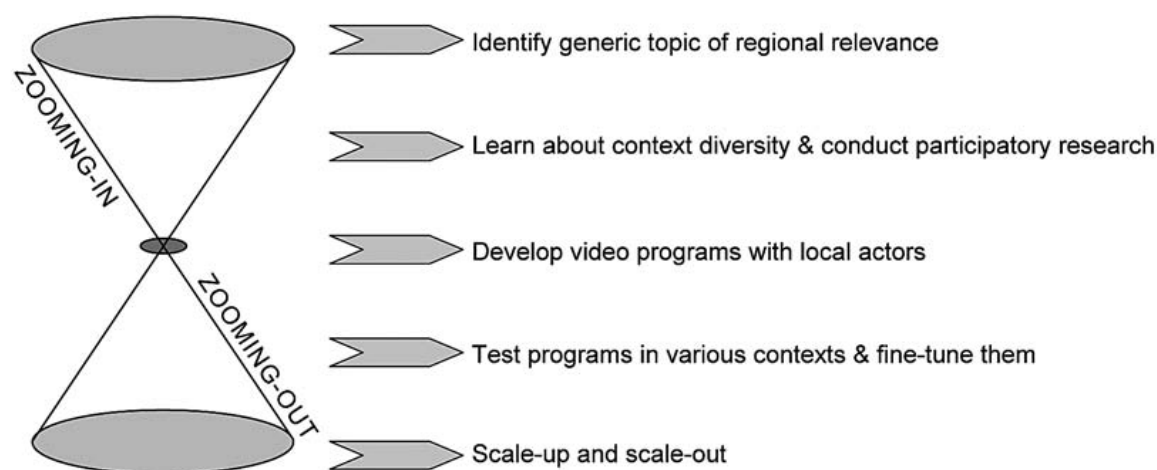 Identify generic topic of regional relevance
ZOOMING-IN
Learn about context diversity & conduct participatory research
Develop video programs with local actors
ZOOMING-OUT
Test programs in various contexts & fine-tune them
Scale-up and scale-out